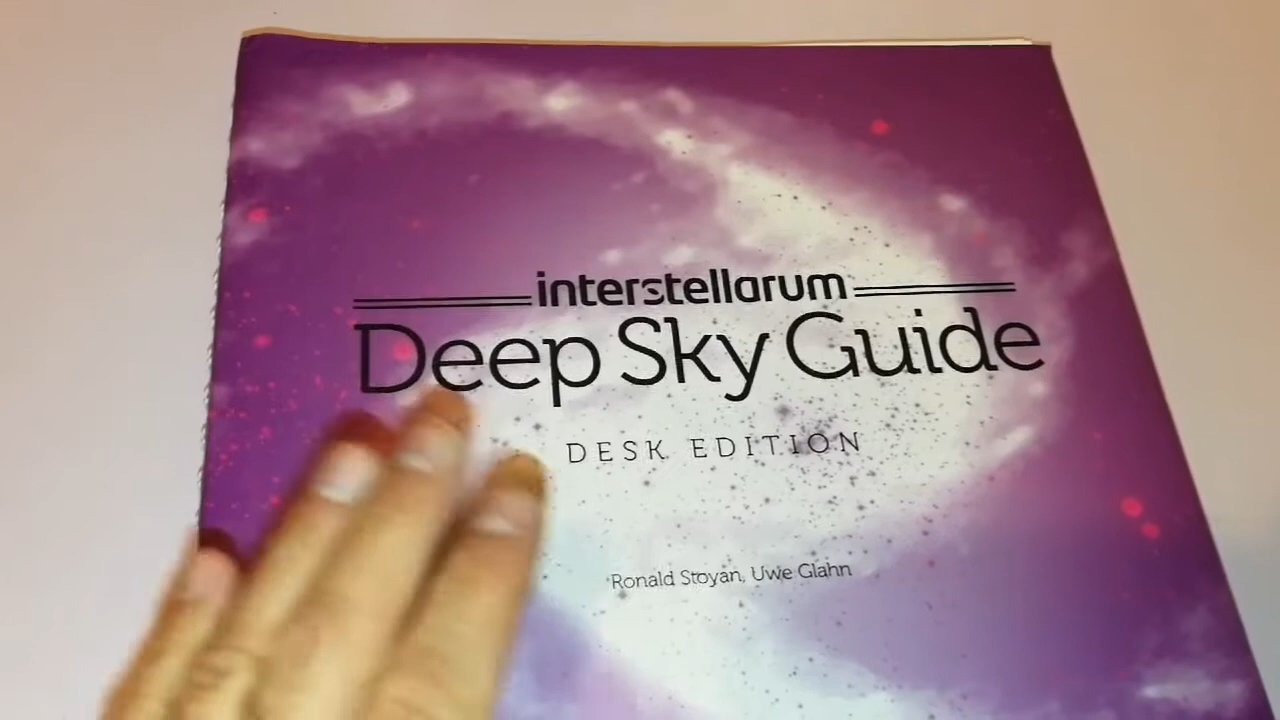 interstellarum
Deep Sky Guide
DESK EDITION
Ronald Stoyan, Uwe Glahn